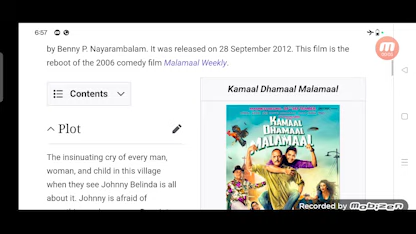 6:57
by Benny P. Nayarambalam. It was released on 28 September 2012. This film is the
reboot of the 2006 comedy film Malamaal Weekly.
Contents
Kamaal Dhamaal Malamaal
Plot
The insinuating cry of every man,
woman, and child in this village
when they see Johnny Belinda is all
about it. Johnny is afraid of
KAMAAL
DHAMAAL
MALAMAAL
Recorded by Mobizen